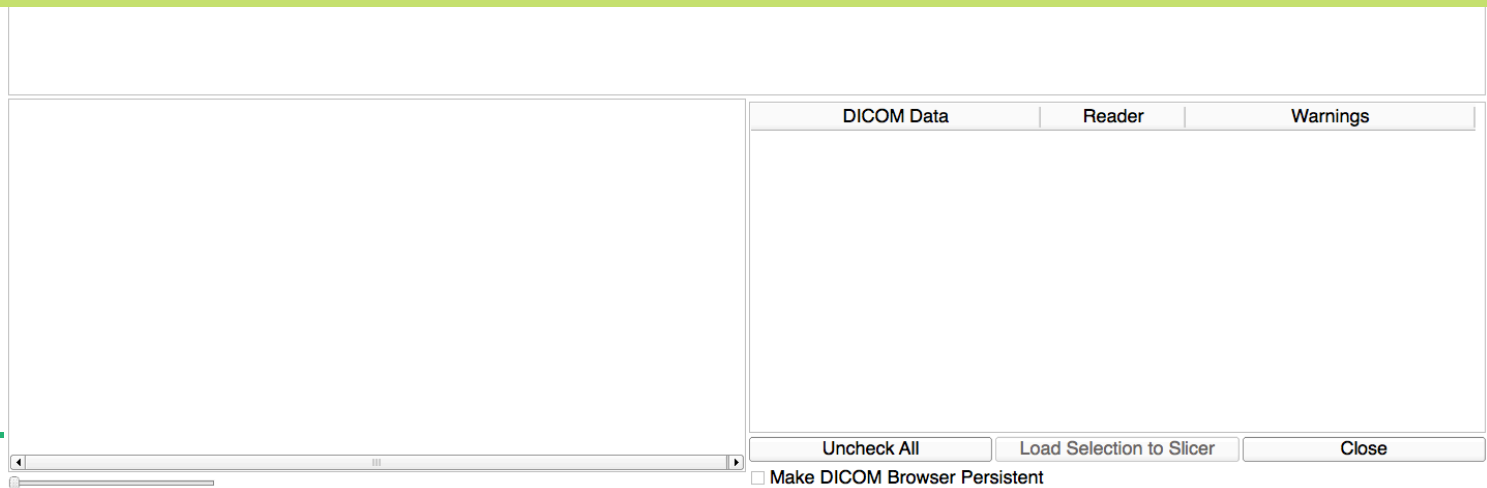 DICOM Data Reader Warnings
Uncheck All Load Selection to Slicer Close
Make DICOM Browser Persistent